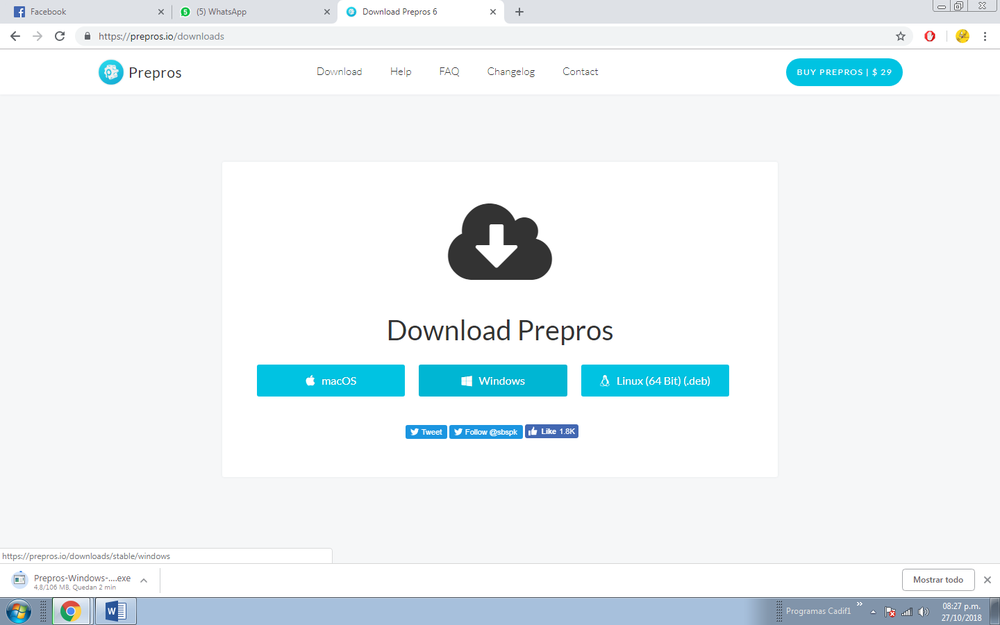 Facebook
(5) WhatsApp
Download Prepros 6
https://prepros.io/downloads
Prepros
Download
Help
FAQ
Changelog
Contact
BUY PREPROS | $ 29
Download Prepros
macOS
Windows
Linux (64 Bit) (.deb)
Tweet
Follow @sbspk
Like 1.8K
https://prepros.io/downloads/stable/windows
Prepros-Windows-....exe
4,8/106 MB, Quedan 2 min
Mostrar todo
Programas Cadif1
08:27 p.m.
27/10/2018